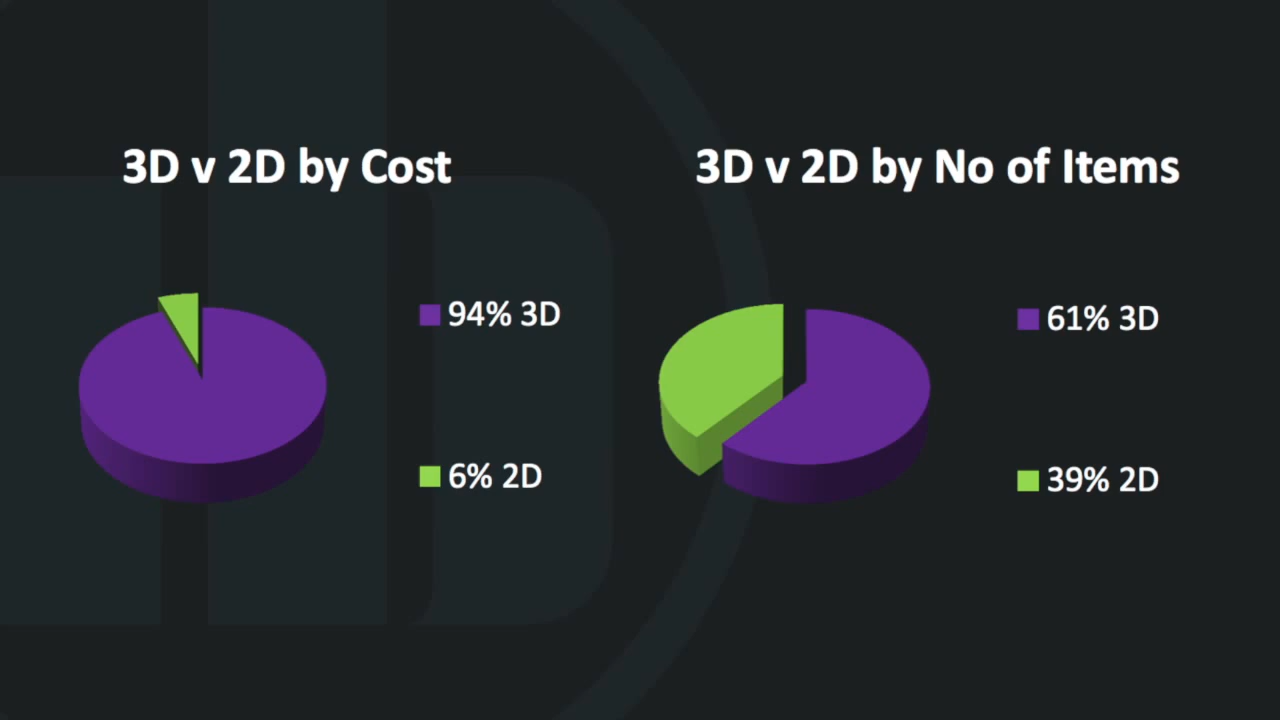 3D v 2D by Cost
94% 3D
6% 2D
3D v 2D by No of Items
61% 3D
39% 2D